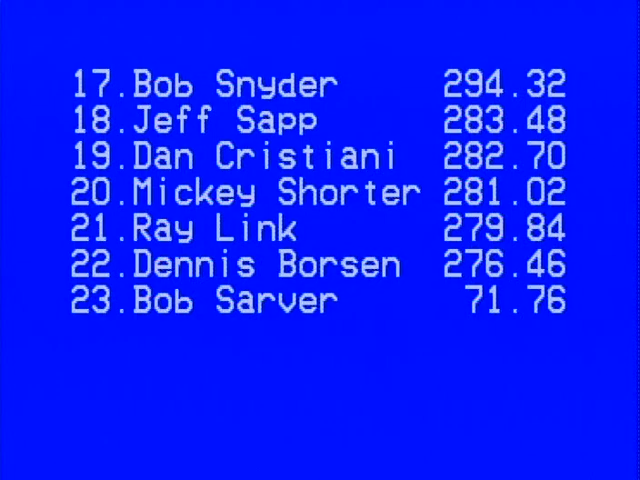 17.Bob Snyder 294.32
18.Jeff Sapp 283.48
19.Dan Cristiani 282.70
20.Mickey Shorter 281.02
21.Ray Link 279.84
22.Dennis Borsen 276.46
23.Bob Sarver 71.76